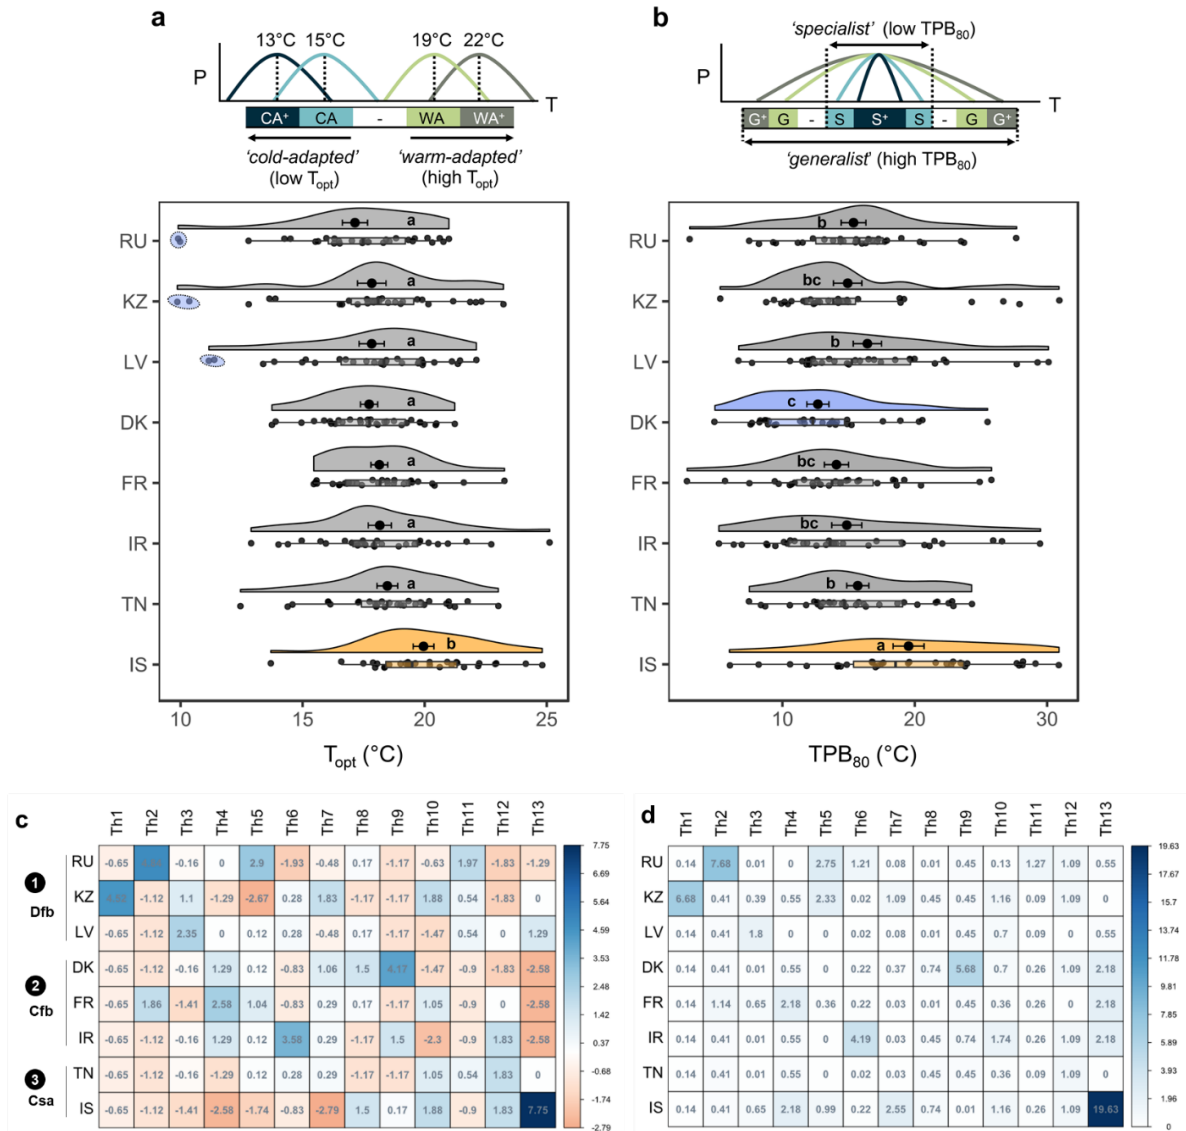 a
13°C 15°C 19°C 22°C
P
T
CA+ CA - WA WA+
'cold-adapted' 'warm-adapted'
(low Topt) (high Topt)
b
'specialist' (low TPB80)
P
T
G+ G - S S+ S - G G+
'generalist' (high TPB80)
RU a
KZ a
LV a
DK a
FR a
IR a
TN a
IS b
10 15 20 25
Topt (°C)
RU b
KZ bc
LV b
DK c
FR bc
IR bc
TN b
IS a
10 20 30
TPB80 (°C)
c
Th1 Th2 Th3 Th4 Th5 Th6 Th7 Th8 Th9 Th10 Th11 Th12 Th13
1 Dfb
2 Cfb
3 Csa
RU -0.65 -0.16 0 2.9 -1.93 -0.48 0.17 -1.17 -0.63 1.97 -1.83 -1.29
KZ -1.12 1.1 -1.29 -2.67 0.28 1.83 -1.17 -1.17 1.88 0.54 -1.83 0
LV -0.65 -1.12 2.35 0 0.12 0.28 -0.48 0.17 -1.17 -1.47 0.54 0 1.29
DK -0.65 -1.12 -0.16 1.29 0.12 -0.83 1.06 1.5 4.17 -1.47 -0.9 -1.83 -2.58
FR -0.65 1.86 -1.41 2.58 1.04 -0.83 0.29 0.17 -1.17 1.05 -0.9 0 -2.58
IR -0.65 -1.12 -0.16 1.29 0.12 3.58 0.29 -1.17 1.5 -2.3 -0.9 1.83 -2.58
TN -0.65 -1.12 -0.16 -1.29 0.12 0.28 0.29 -1.17 -1.17 1.05 0.54 1.83 0
IS -0.65 -1.12 -1.41 -2.58 -1.74 -0.83 -2.79 1.5 0.17 1.88 -0.9 1.83 7.75
7.75
6.69
5.64
4.59
3.53
2.48
1.42
0.37
-0.68
-1.74
-2.79
d
Th1 Th2 Th3 Th4 Th5 Th6 Th7 Th8 Th9 Th10 Th11 Th12 Th13
RU 0.14 7.68 0.01 0 2.75 1.21 0.08 0.01 0.45 0.13 1.27 1.09 0.55
KZ 6.68 0.41 0.39 0.55 2.33 0.02 1.09 0.45 0.45 1.16 0.09 1.09 0
LV 0.14 0.41 1.8 0 0 0.02 0.08 0.01 0.45 0.7 0.09 0 0.55
DK 0.14 0.41 0.01 0.55 0 0.22 0.37 0.74 5.68 0.7 0.26 1.09 2.18
FR 0.14 1.14 0.65 2.18 0.36 0.22 0.03 0.01 0.45 0.36 0.26 0 2.18
IR 0.14 0.41 0.01 0.55 0 4.19 0.03 0.45 0.74 1.74 0.26 1.09 2.18
TN 0.14 0.41 0.01 0.55 0 0.02 0.03 0.45 0.45 0.36 0.09 1.09 0
IS 0.14 0.41 0.65 2.18 0.99 0.22 2.55 0.74 0.01 1.16 0.26 1.09 19.63
19.63
17.67
15.7
13.74
11.78
9.81
7.85
5.89
3.93
1.96
0